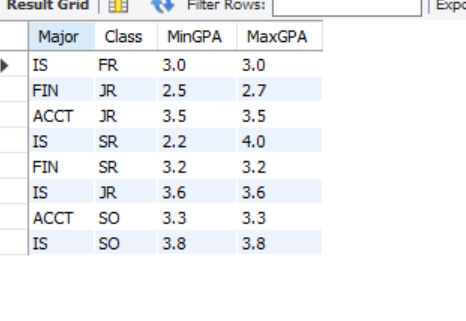 Result Grid Filter Rows:
Major Class MinGPA MaxGPA
IS FR 3.0 3.0
FIN JR 2.5 2.7
ACCT JR 3.5 3.5
IS SR 2.2 4.0
FIN SR 3.2 3.2
IS JR 3.6 3.6
ACCT SO 3.3 3.3
IS SO 3.8 3.8